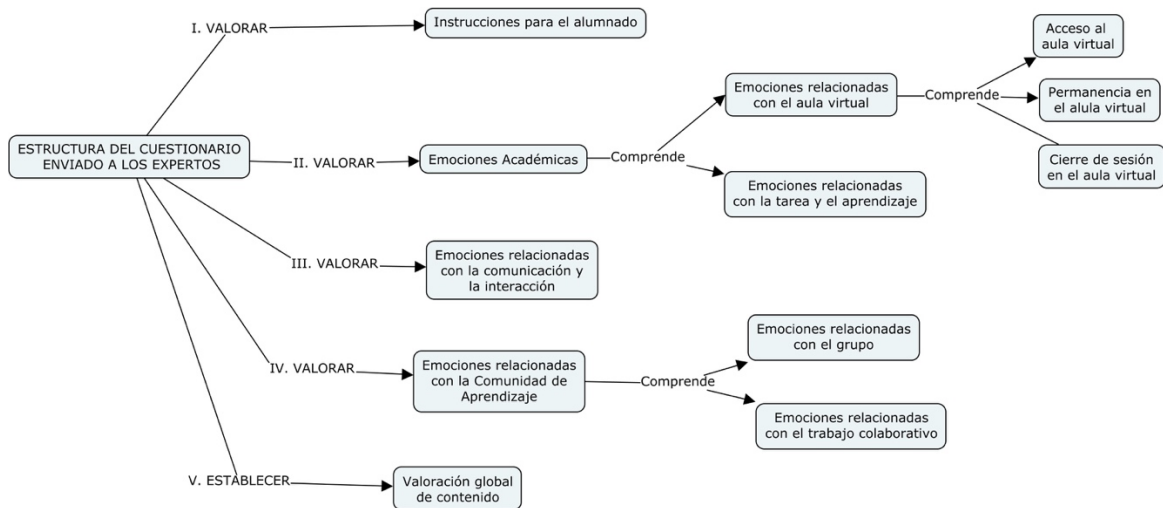 I. VALORAR
Instrucciones para el alumnado
Acceso al
aula virtual
Emociones relacionadas
con el aula virtual
Comprende
Permanencia en
el alula virtual
ESTRUCTURA DEL CUESTIONARIO
ENVIADO A LOS EXPERTOS
II. VALORAR
Emociones Académicas
Comprende
Cierre de sesión
en el aula virtual
Emociones relacionadas
con la tarea y el aprendizaje
III. VALORAR
Emociones relacionadas
con la comunicación y
la interacción
IV. VALORAR
Emociones relacionadas
con la Comunidad de
Aprendizaje
Comprende
Emociones relacionadas
con el grupo
Emociones relacionadas
con el trabajo colaborativo
V. ESTABLECER
Valoración global
de contenido